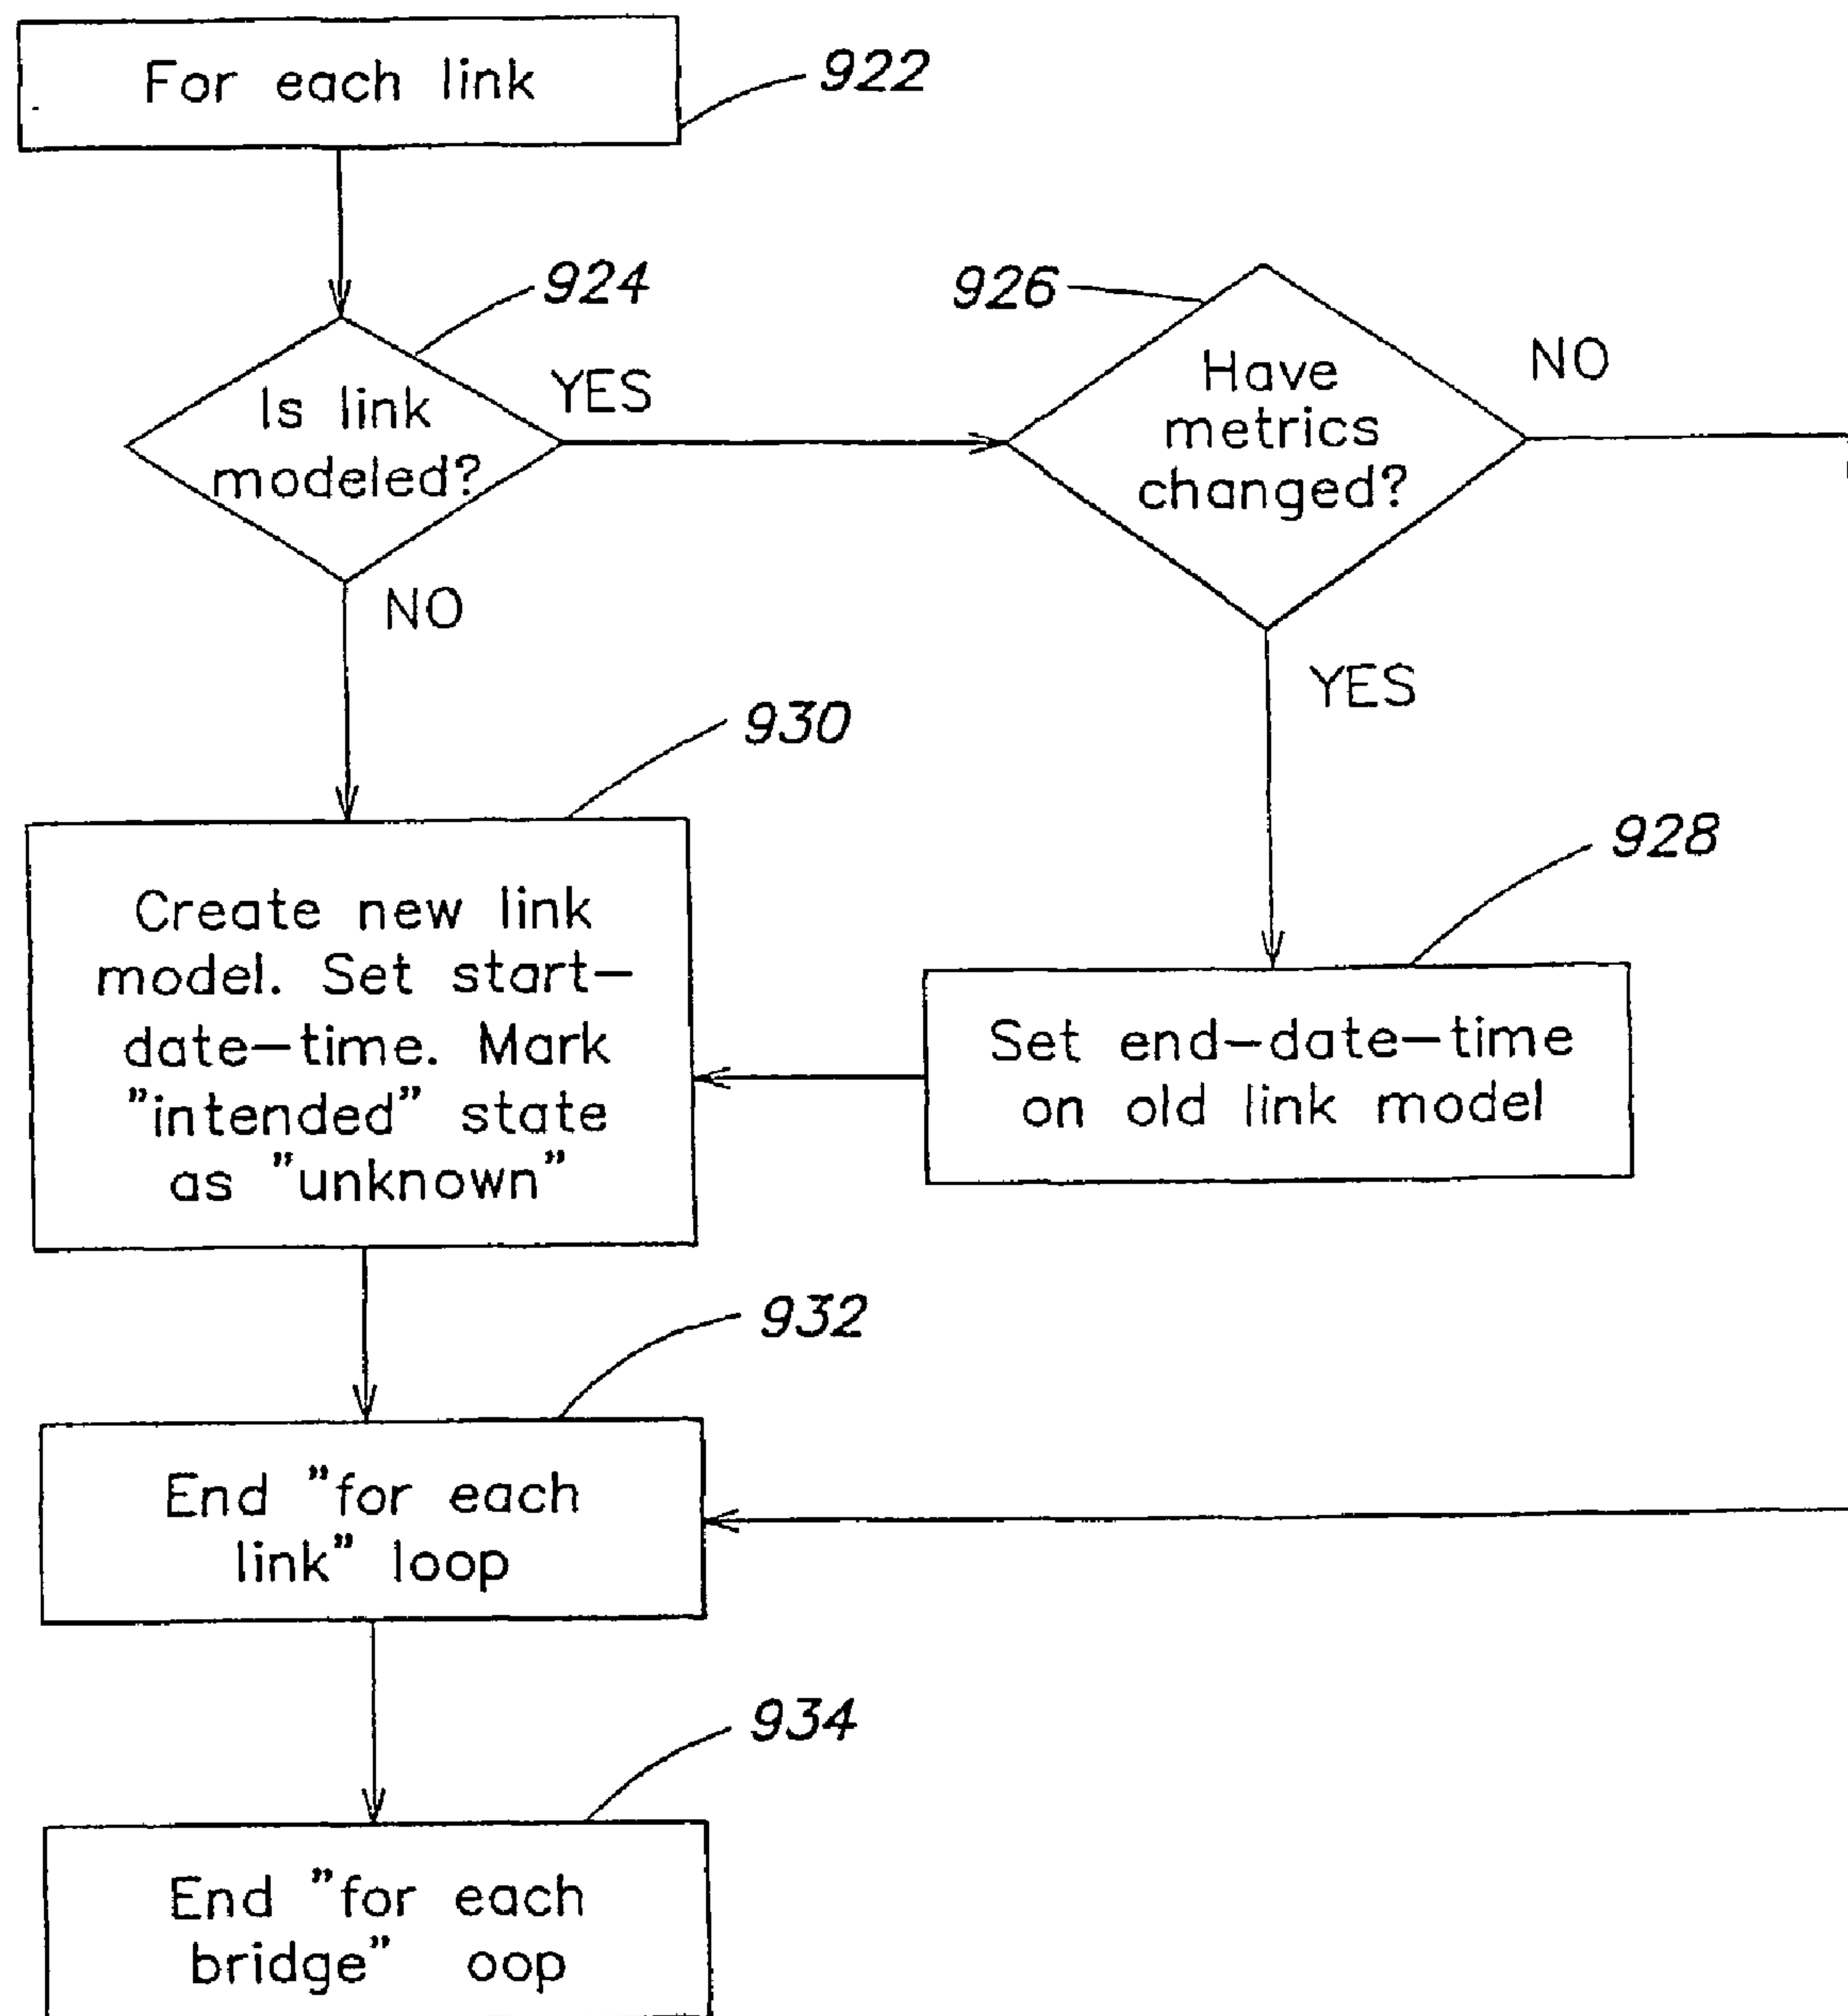 For each link
922
924
Is link
modeled?
YES
NO
926
Have
metrics
changed?
NO
YES
930
Create new link
model. Set start—
date—time. Mark
"intended" state
as "unknown"
928
Set end—date—time
on old link model
932
End "for each
link" loop
934
End "for each
bridge" oop